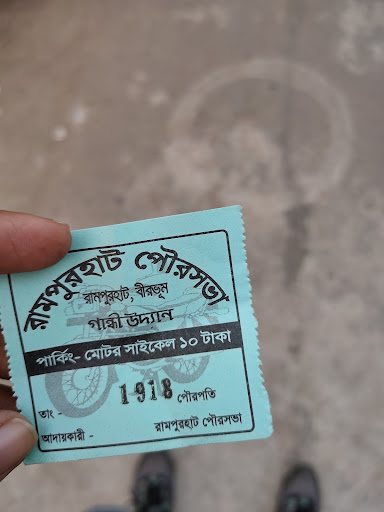 রামপুরহাট পৌরসভা
রামপুরহাট, বীরভূম
গান্ধী উদ্যান
পার্কিং- মোটর সাইকেল ১০ টাকা
1918
তাং - পৌরপতি
আদায়কারী - রামপুরহাট পৌরসভা